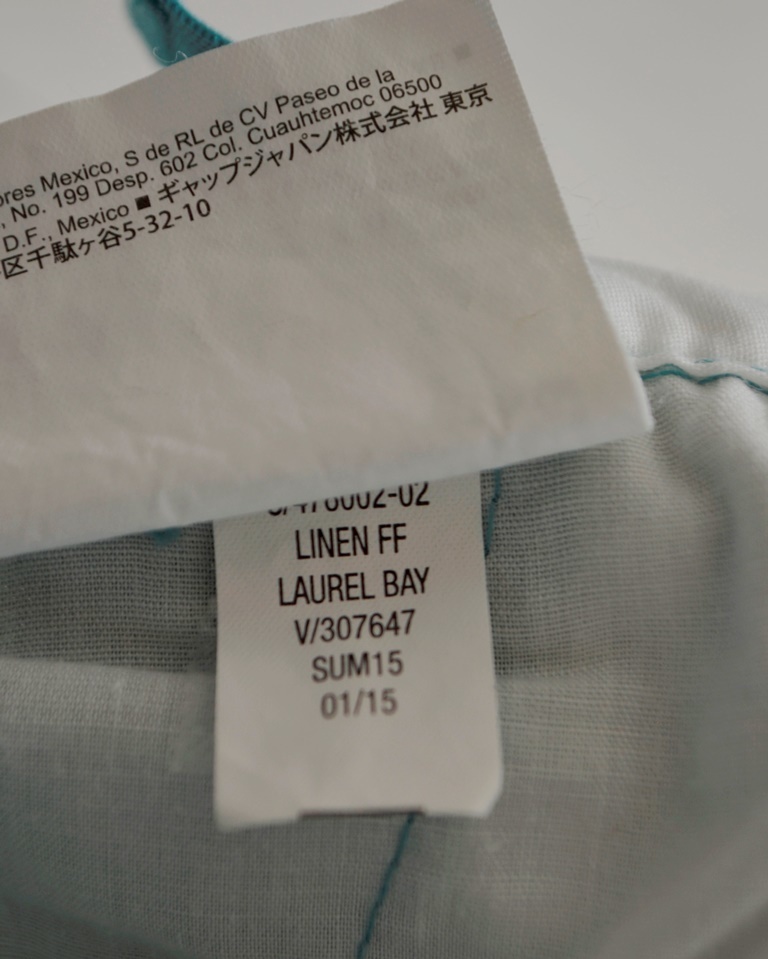 Mexico, S de RL de CV Paseo de la
, No. 199 Desp. 602 Col. Cuauhtemoc 06500
D.F., Mexico ■ ギャップジャパン株式会社 東京
区千駄ヶ谷5-32-10
LINEN FF
LAUREL BAY
V/307647
SUM15
01/15